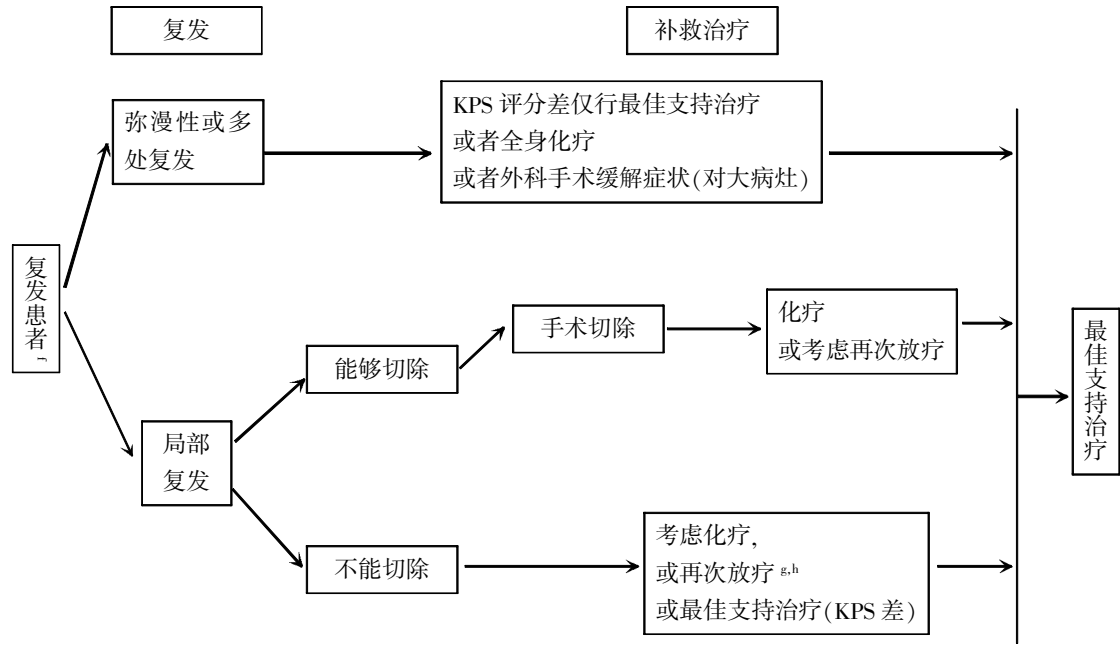 复发
补救治疗
弥漫性或多
处复发
KPS 评分差仅行最佳支持治疗
或者全身化疗
或者外科手术缓解症状(对大病灶)
复发患者 f
局部
复发
能够切除
手术切除
化疗
或考虑再次放疗
不能切除
考虑化疗,
或再次放疗 g,h
或最佳支持治疗(KPS 差)
最佳支持治疗